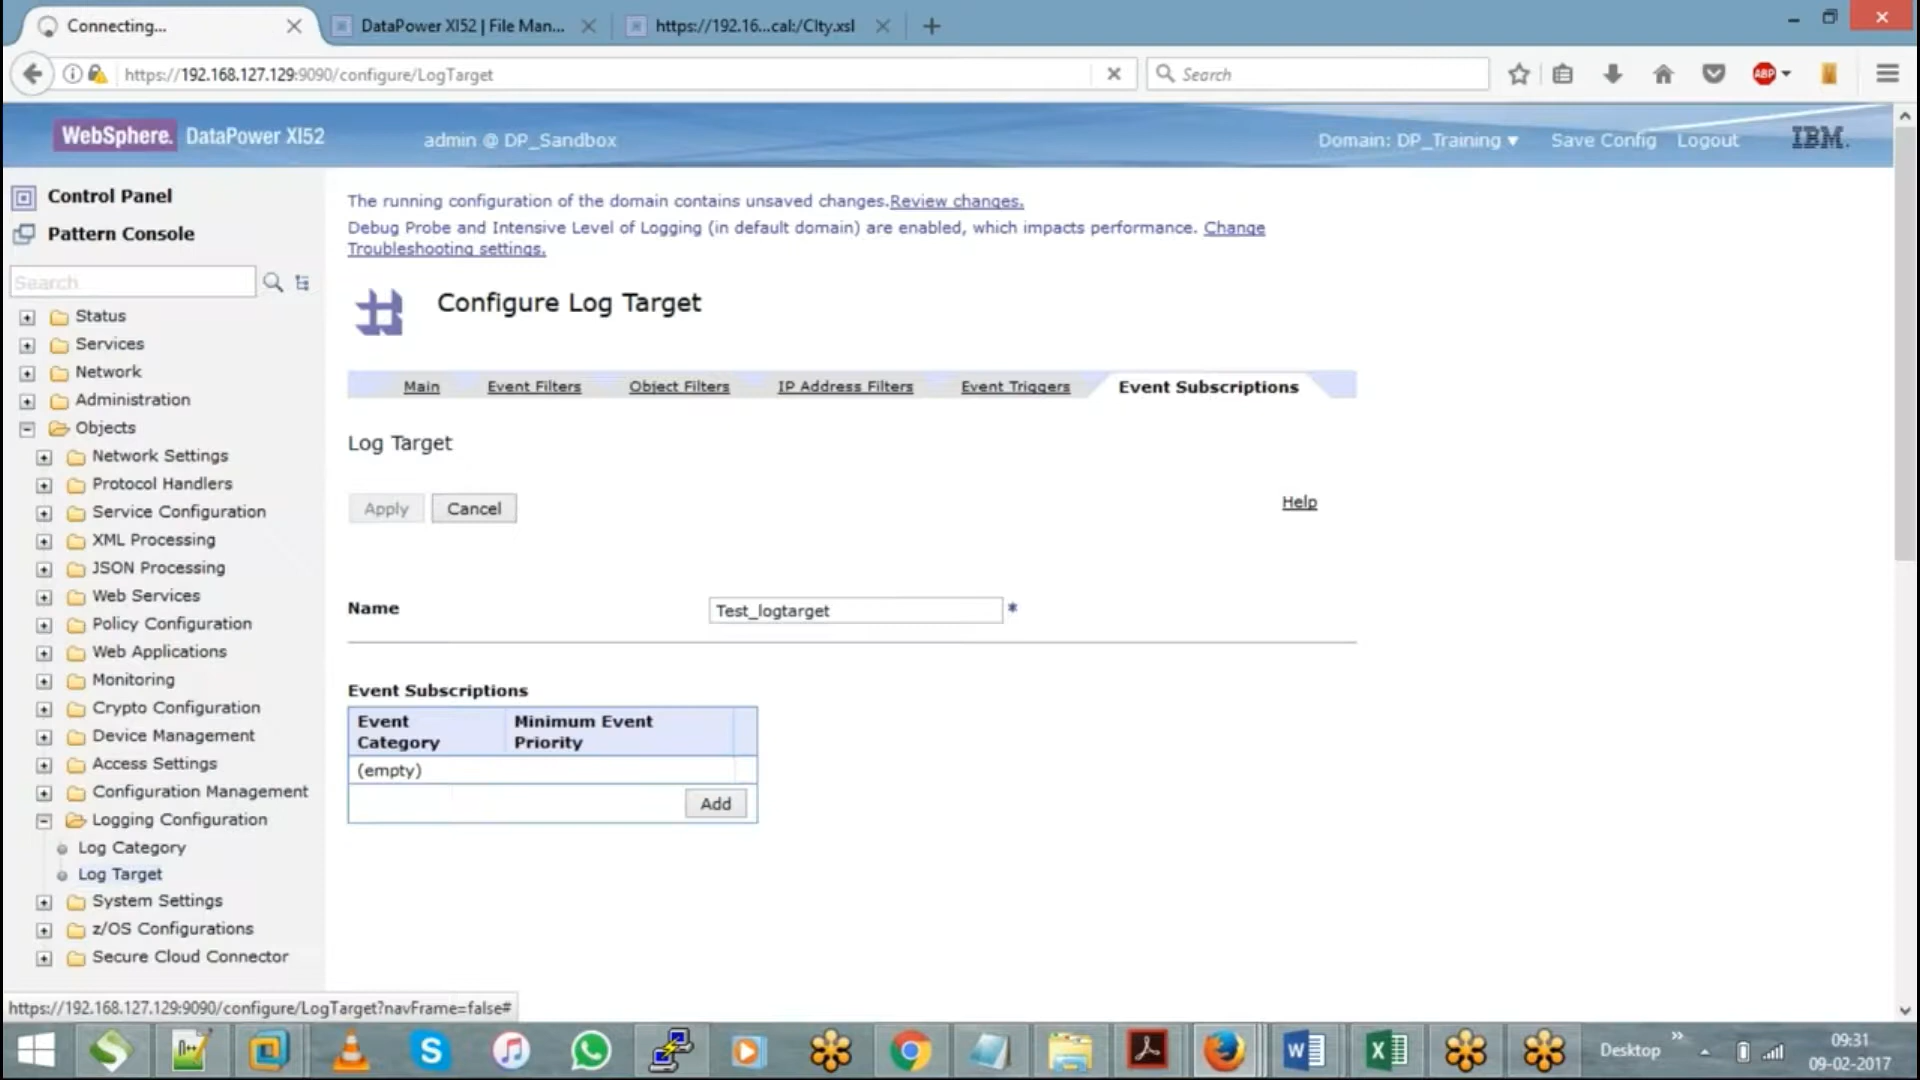 Connecting...
DataPower XI52 | File Man...
https://192.16...cal:/CIty.xsl
https://192.168.127.129:9090/configure/LogTarget
Search
ABP
WebSphere. DataPower XI52
admin @ DP_Sandbox
Domain: DP_Training
Save Config
Logout
IBM.
Control Panel
Pattern Console
Search
Status
Services
Network
Administration
Objects
Network Settings
Protocol Handlers
Service Configuration
XML Processing
JSON Processing
Web Services
Policy Configuration
Web Applications
Monitoring
Crypto Configuration
Device Management
Access Settings
Configuration Management
Logging Configuration
Log Category
Log Target
System Settings
z/OS Configurations
Secure Cloud Connector
The running configuration of the domain contains unsaved changes.Review changes.
Debug Probe and Intensive Level of Logging (in default domain) are enabled, which impacts performance. Change
Troubleshooting settings.
Configure Log Target
Main
Event Filters
Object Filters
IP Address Filters
Event Triggers
Event Subscriptions
Log Target
Apply
Cancel
Help
Name
Test_logtarget
*
Event Subscriptions
Event Category
Minimum Event Priority
(empty)
Add
https://192.168.127.129:9090/configure/LogTarget?navFrame=false#
Desktop
09:31
09-02-2017